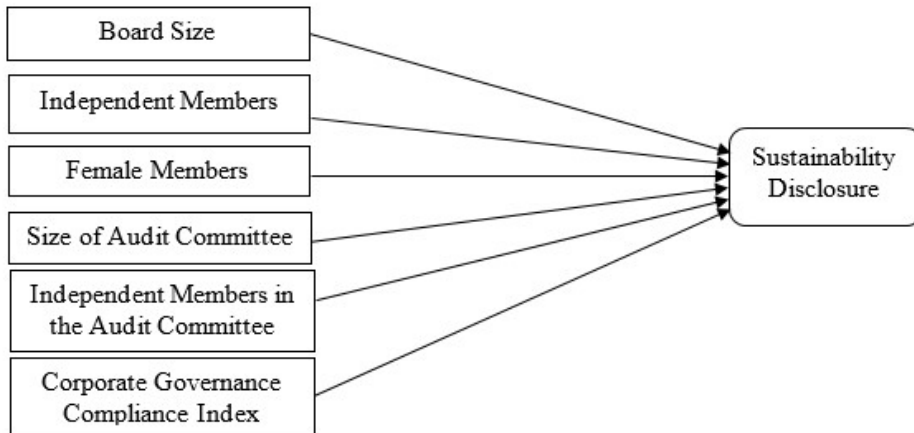 Board Size
Independent Members
Female Members
Size of Audit Committee
Independent Members in
the Audit Committee
Corporate Governance
Compliance Index
Sustainability
Disclosure